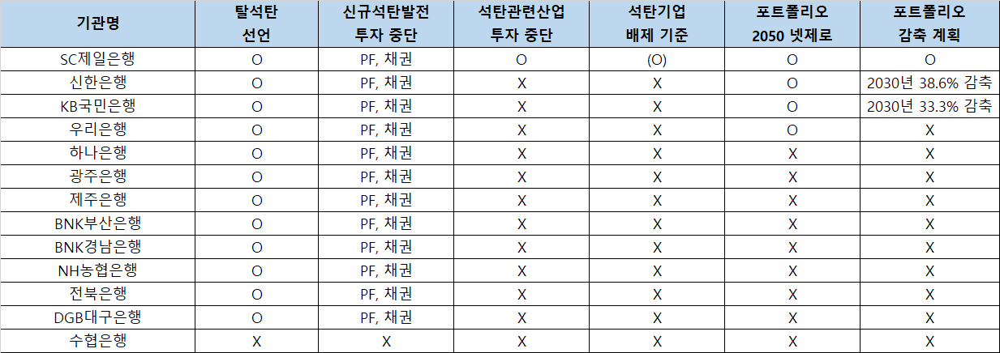 기관명 탈석탄 선언 신규석탄발전 투자 중단 석탄관련산업 투자 중단 석탄기업 배제 기준 포트폴리오 2050 넷제로 포트폴리오 감축 계획
SC제일은행 O PF, 채권 O (O) O O
신한은행 O PF, 채권 X X O 2030년 38.6% 감축
KB국민은행 O PF, 채권 X X O 2030년 33.3% 감축
우리은행 O PF, 채권 X X O X
하나은행 O PF, 채권 X X X X
광주은행 O PF, 채권 X X X X
제주은행 O PF, 채권 X X X X
BNK부산은행 O PF, 채권 X X X X
BNK경남은행 O PF, 채권 X X X X
NH농협은행 O PF, 채권 X X X X
전북은행 O PF, 채권 X X X X
DGB대구은행 O PF, 채권 X X X X
수협은행 X X X X X X